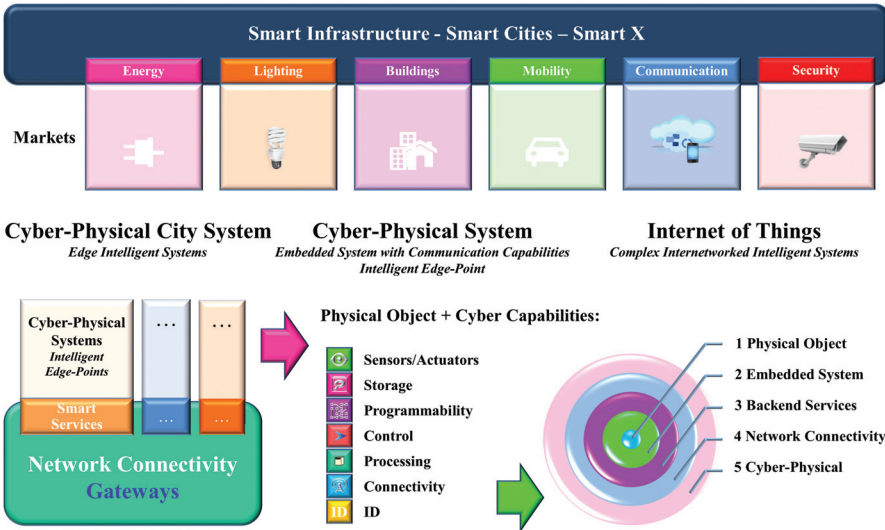 Smart Infrastructure - Smart Cities – Smart X
Energy
Lighting
Buildings
Mobility
Communication
Security
Markets
Cyber-Physical City System
Edge Intelligent Systems
Cyber-Physical System
Embedded System with Communication Capabilities
Intelligent Edge-Point
Internet of Things
Complex Internetworked Intelligent Systems
Cyber-Physical
Systems
Intelligent
Edge-Points
...
...
Smart
Services
...
...
Network Connectivity
Gateways
Physical Object + Cyber Capabilities:
Sensors/Actuators
Storage
Programmability
Control
Processing
Connectivity
ID ID
1 Physical Object
2 Embedded System
3 Backend Services
4 Network Connectivity
5 Cyber-Physical